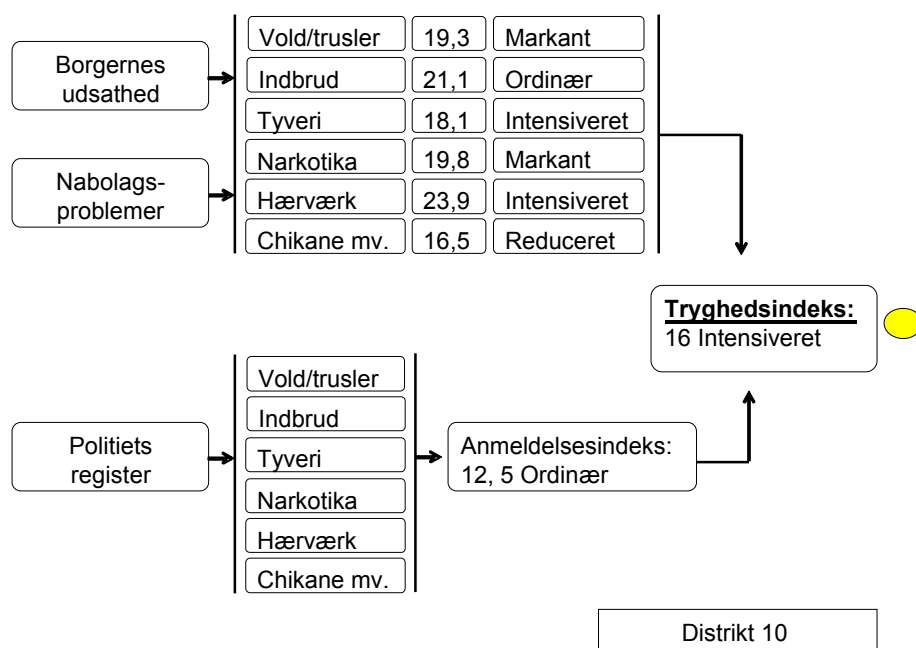 Borgernes
udsathed
Nabolags-
problemer
Vold/trusler 19,3 Markant
Indbrud 21,1 Ordinær
Tyveri 18,1 Intensiveret
Narkotika 19,8 Markant
Hærværk 23,9 Intensiveret
Chikane mv. 16,5 Reduceret
Tryghedsindeks:
16 Intensiveret
Politiets
register
Vold/trusler
Indbrud
Tyveri
Narkotika
Hærværk
Chikane mv.
Anmeldelsesindeks:
12, 5 Ordinær
Distrikt 10